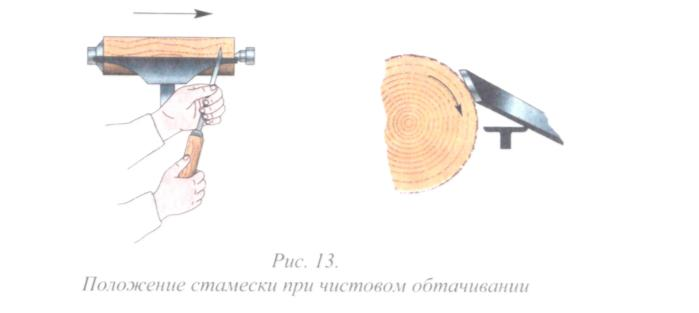 Рис. 13.
Положение стамески при чистовом обтачивании